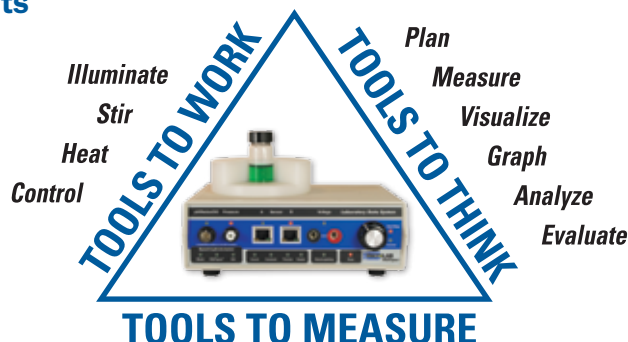 ts
Illuminate
Stir
Heat
Control
TOOLS TO WORK
TOOLS TO THINK
Plan
Measure
Visualize
Graph
Analyze
Evaluate
TOOLS TO MEASURE